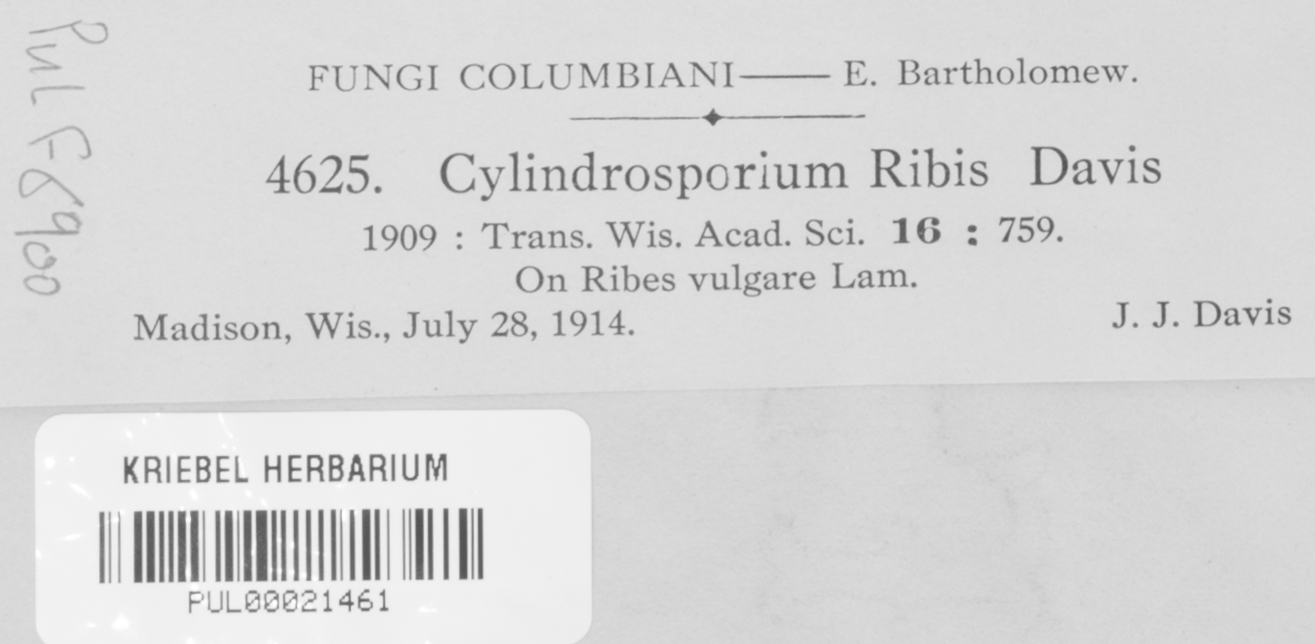 FUNGI COLUMBIANI—— E. Bartholomew.
4625. Cylindrosporium Ribis Davis
1909 : Trans. Wis. Acad. Sci. 16 : 759.
On Ribes vulgare Lam.
Madison, Wis., July 28, 1914. J. J. Davis
Pul F6900
KRIEBEL HERBARIUM
PUL00021461